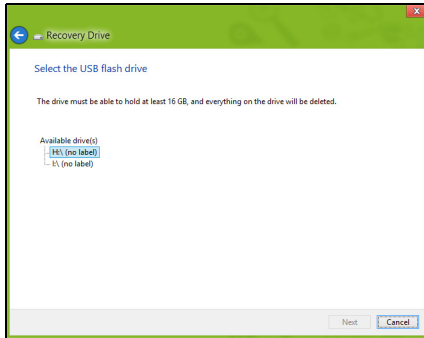 Recovery Drive
Select the USB flash drive
The drive must be able to hold at least 16 GB, and everything on the drive will be deleted.
Available drive(s)
H:\ (no label)
I:\ (no label)
Next
Cancel